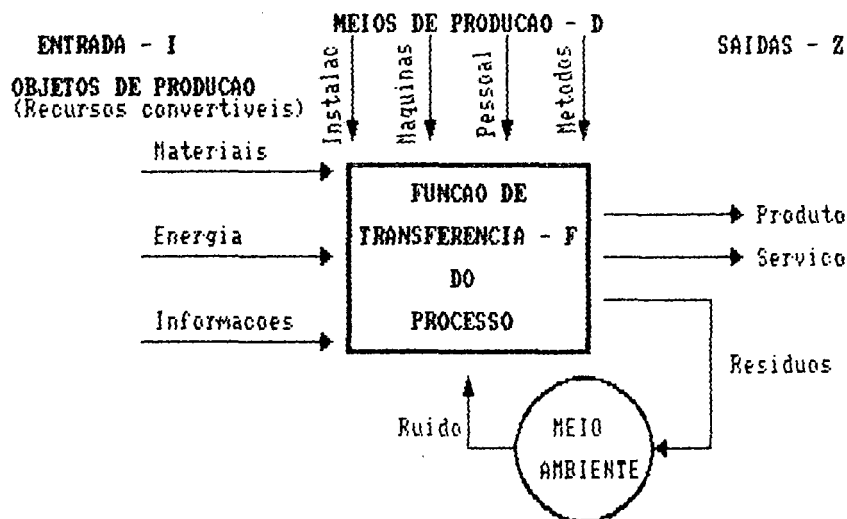 MEIOS DE PRODUCAO - D
ENTRADA - I
SAIDAS - Z
OBJETOS DE PRODUCAO
(Recursos convertiveis)
Instalac
Maquinas
Pessoal
Metodos
Materiais
FUNCAO DE
Produto
Energia
TRANSFERENCIA - F
Servico
DO
Informacoes
PROCESSO
Residuos
Ruido
MEIO
AMBIENTE